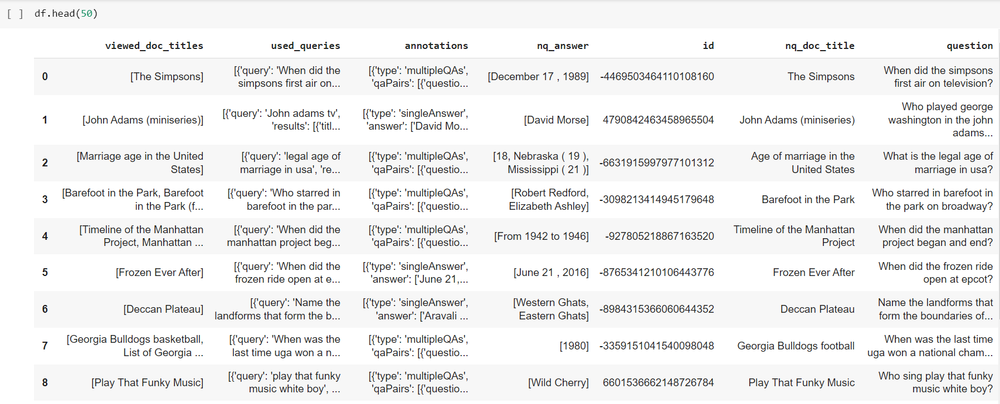 [ ] df.head(50)
viewed_doc_titles used_queries annotations nq_answer id nq_doc_title question
0 [The Simpsons] [{'query': 'When did the simpsons first air on... [{'type': 'multipleQAs', 'qaPairs': [{'questio... [December 17 , 1989] -4469503464110108160 The Simpsons When did the simpsons first air on television?
1 [John Adams (miniseries)] [{'query': 'John adams tv', 'results': [{'titl... [{'type': 'singleAnswer', 'answer': ['David Mo... [David Morse] 4790842463458965504 John Adams (miniseries) Who played george washington in the john adams...
2 [Marriage age in the United States] [{'query': 'legal age of marriage in usa', 're... [{'type': 'multipleQAs', 'qaPairs': [{'questio... [18, Nebraska ( 19 ), Mississippi ( 21 )] -6631915997977101312 Age of marriage in the United States What is the legal age of marriage in usa?
3 [Barefoot in the Park, Barefoot in the Park (f... [{'query': 'Who starred in barefoot in the par... [{'type': 'multipleQAs', 'qaPairs': [{'questio... [Robert Redford, Elizabeth Ashley] -3098213414945179648 Barefoot in the Park Who starred in barefoot in the park on broadway?
4 [Timeline of the Manhattan Project, Manhattan ... [{'query': 'When did the manhattan project beg... [{'type': 'multipleQAs', 'qaPairs': [{'questio... [From 1942 to 1946] -927805218867163520 Timeline of the Manhattan Project When did the manhattan project began and end?
5 [Frozen Ever After] [{'query': 'When did the frozen ride open at e... [{'type': 'singleAnswer', 'answer': ['June 21,... [June 21 , 2016] -8765341210106443776 Frozen Ever After When did the frozen ride open at epcot?
6 [Deccan Plateau] [{'query': 'Name the landforms that form the b... [{'type': 'singleAnswer', 'answer': ['Aravali ... [Western Ghats, Eastern Ghats] -8984315366060644352 Deccan Plateau Name the landforms that form the boundaries of...
7 [Georgia Bulldogs basketball, List of Georgia ... [{'query': 'When was the last time uga won a n... [{'type': 'multipleQAs', 'qaPairs': [{'questio... [1980] -3359151041540098048 Georgia Bulldogs football When was the last time uga won a national cham...
8 [Play That Funky Music] [{'query': 'play that funky music white boy', ... [{'type': 'multipleQAs', 'qaPairs': [{'questio... [Wild Cherry] 6601536662148726784 Play That Funky Music Who sing play that funky music white boy?